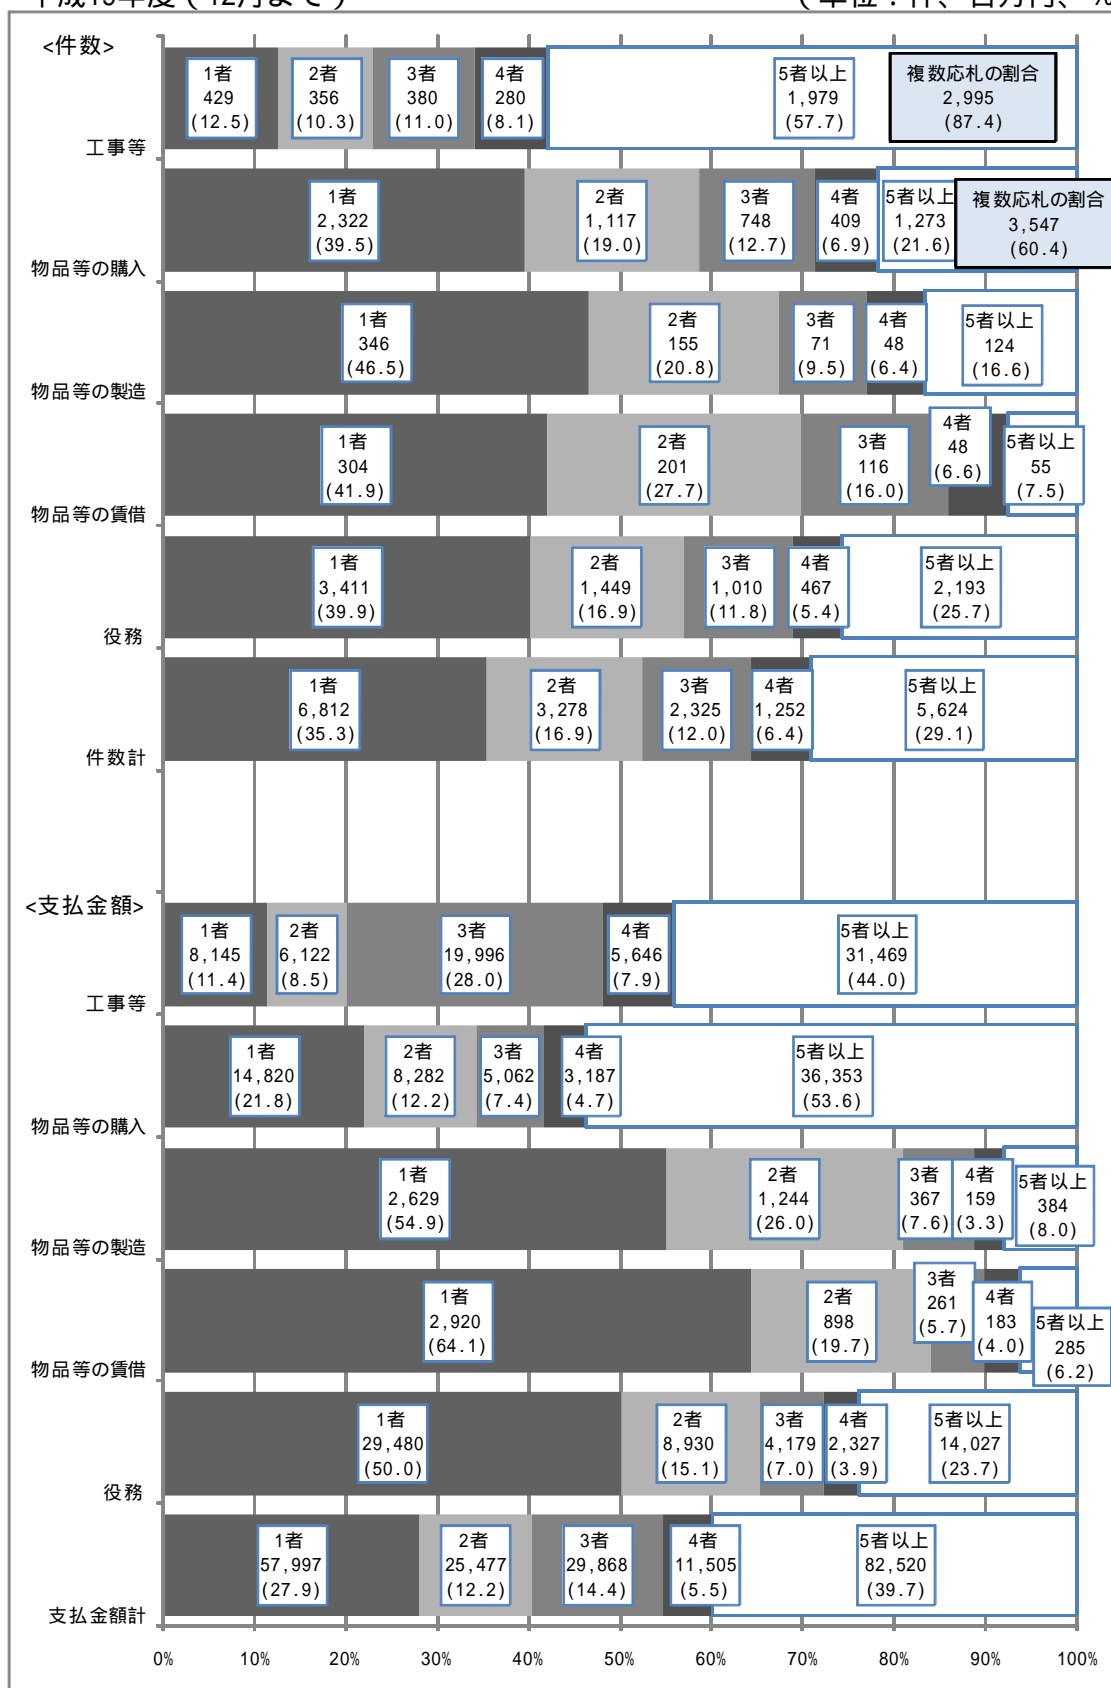 <件数>
1者
429
(12.5)
2者
356
(10.3)
3者
380
(11.0)
4者
280
(8.1)
5者以上
1,979
(57.7)
複数応札の割合
2,995
(87.4)
工事等
1者
2,322
(39.5)
2者
1,117
(19.0)
3者
748
(12.7)
4者
409
(6.9)
5者以上
1,273
(21.6)
複数応札の割合
3,547
(60.4)
物品等の購入
1者
346
(46.5)
2者
155
(20.8)
3者
71
(9.5)
4者
48
(6.4)
5者以上
124
(16.6)
物品等の製造
1者
304
(41.9)
2者
201
(27.7)
3者
116
(16.0)
4者
48
(6.6)
5者以上
55
(7.5)
物品等の賃借
1者
3,411
(39.9)
2者
1,449
(16.9)
3者
1,010
(11.8)
4者
467
(5.4)
5者以上
2,193
(25.7)
役務
1者
6,812
(35.3)
2者
3,278
(16.9)
3者
2,325
(12.0)
4者
1,252
(6.4)
5者以上
5,624
(29.1)
件数計
<支払金額>
1者
8,145
(11.4)
2者
6,122
(8.5)
3者
19,996
(28.0)
4者
5,646
(7.9)
5者以上
31,469
(44.0)
工事等
1者
14,820
(21.8)
2者
8,282
(12.2)
3者
5,062
(7.4)
4者
3,187
(4.7)
5者以上
36,353
(53.6)
物品等の購入
1者
2,629
(54.9)
2者
1,244
(26.0)
3者
367
(7.6)
4者
159
(3.3)
5者以上
384
(8.0)
物品等の製造
1者
2,920
(64.1)
2者
898
(19.7)
3者
261
(5.7)
4者
183
(4.0)
5者以上
285
(6.2)
物品等の賃借
1者
29,480
(50.0)
2者
8,930
(15.1)
3者
4,179
(7.0)
4者
2,327
(3.9)
5者以上
14,027
(23.7)
役務
1者
57,997
(27.9)
2者
25,477
(12.2)
3者
29,868
(14.4)
4者
11,505
(5.5)
5者以上
82,520
(39.7)
支払金額計
0% 10% 20% 30% 40% 50% 60% 70% 80% 90% 100%